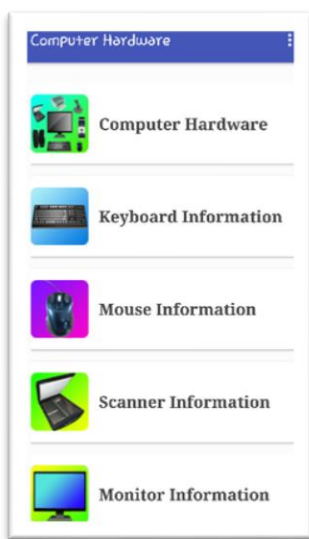 Computer Hardware
Computer Hardware
Keyboard Information
Mouse Information
Scanner Information
Monitor Information